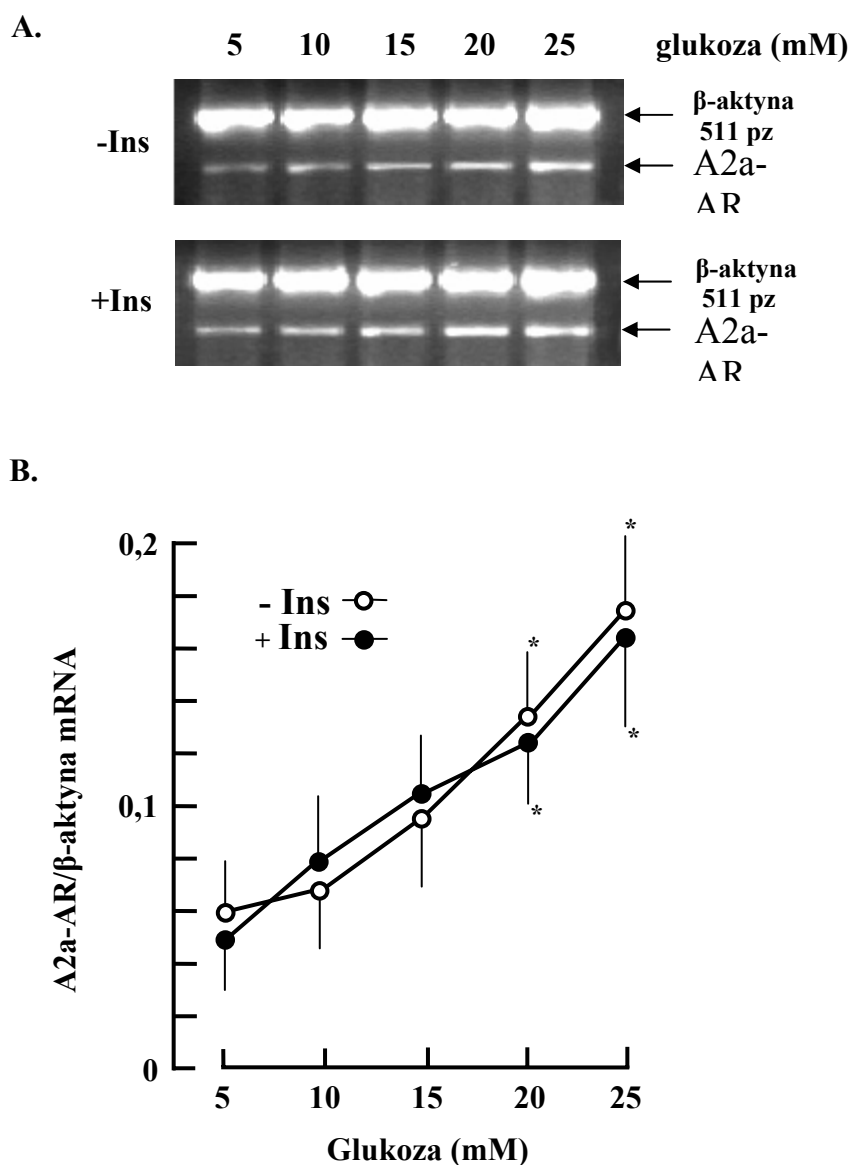 A.
5 10 15 20 25 glukoza (mM)
-Ins
β-aktyna
511 pz
A2a-
AR
+Ins
β-aktyna
511 pz
A2a-
AR
B.
0,2
*
- Ins
+ Ins
*
*
0,1
*
A2a-AR/β-aktyna mRNA
0
5 10 15 20 25
Glukoza (mM)